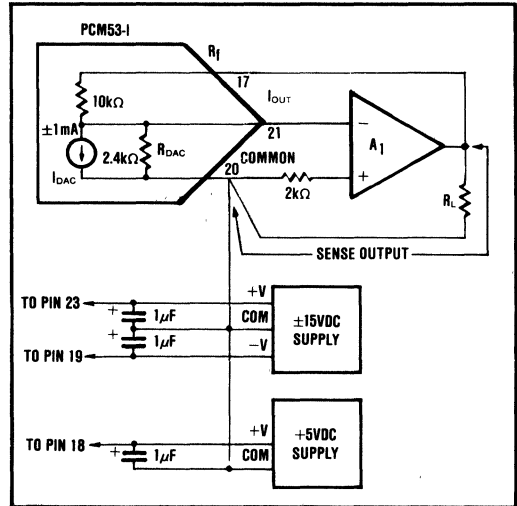 PCM53-I
Rf
17
IOUT
10kΩ
±1mA
21
RDAC
2.4kΩ
IDAC
COMMON
20
2kΩ
−
A1
+
RL
SENSE OUTPUT
TO PIN 23
+V
+
1µF
COM
±15VDC
SUPPLY
+
1µF
TO PIN 19
−V
TO PIN 18
+V
+5VDC
SUPPLY
+
1µF
COM